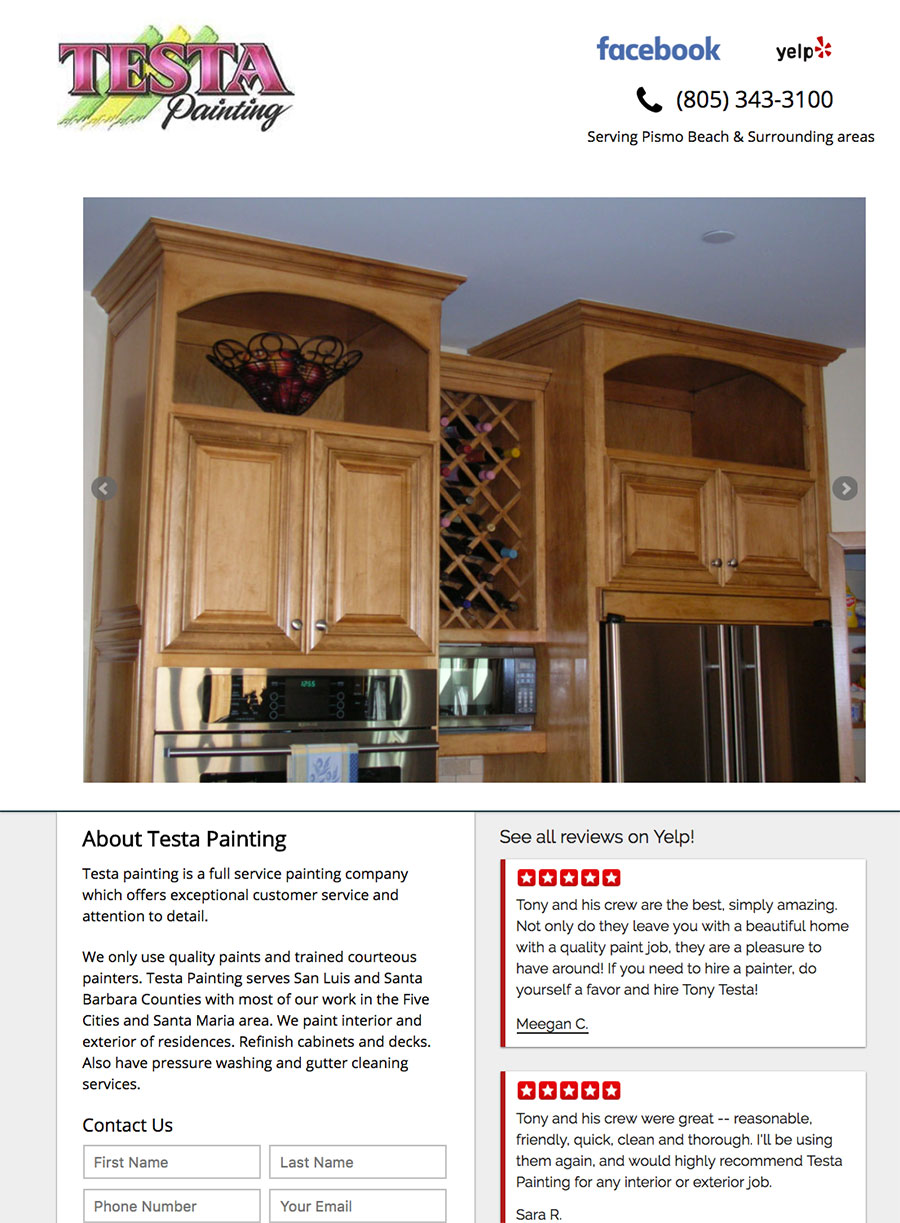 TESTA
Painting
facebook
yelp
(805) 343-3100
Serving Pismo Beach & Surrounding areas
12:55
About Testa Painting
Testa painting is a full service painting company
which offers exceptional customer service and
attention to detail.
We only use quality paints and trained courteous
painters. Testa Painting serves San Luis and Santa
Barbara Counties with most of our work in the Five
Cities and Santa Maria area. We paint interior and
exterior of residences. Refinish cabinets and decks.
Also have pressure washing and gutter cleaning
services.
Contact Us
First Name
Last Name
Phone Number
Your Email
See all reviews on Yelp!
Tony and his crew are the best, simply amazing.
Not only do they leave you with a beautiful home
with a quality paint job, they are a pleasure to
have around! If you need to hire a painter, do
yourself a favor and hire Tony Testa!
Meegan C.
Tony and his crew were great -- reasonable,
friendly, quick, clean and thorough. I'll be using
them again, and would highly recommend Testa
Painting for any interior or exterior job.
Sara R.